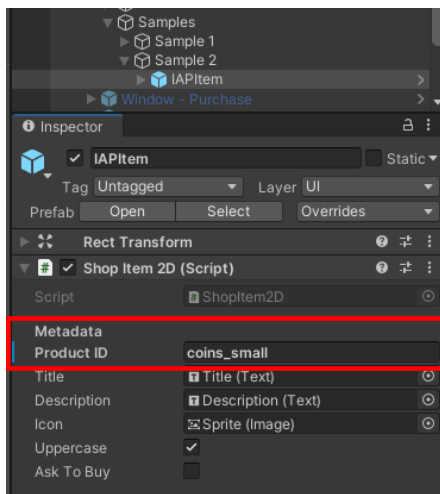 Samples
Sample 1
Sample 2
IAPItem
Window - Purchase
Inspector
IAPItem Static
Tag Untagged Layer UI
Prefab Open Select Overrides
Rect Transform
# Shop Item 2D (Script)
Script # ShopItem2D
Metadata
Product ID coins_small
Title Title (Text)
Description Description (Text)
Icon Sprite (Image)
Uppercase
Ask To Buy